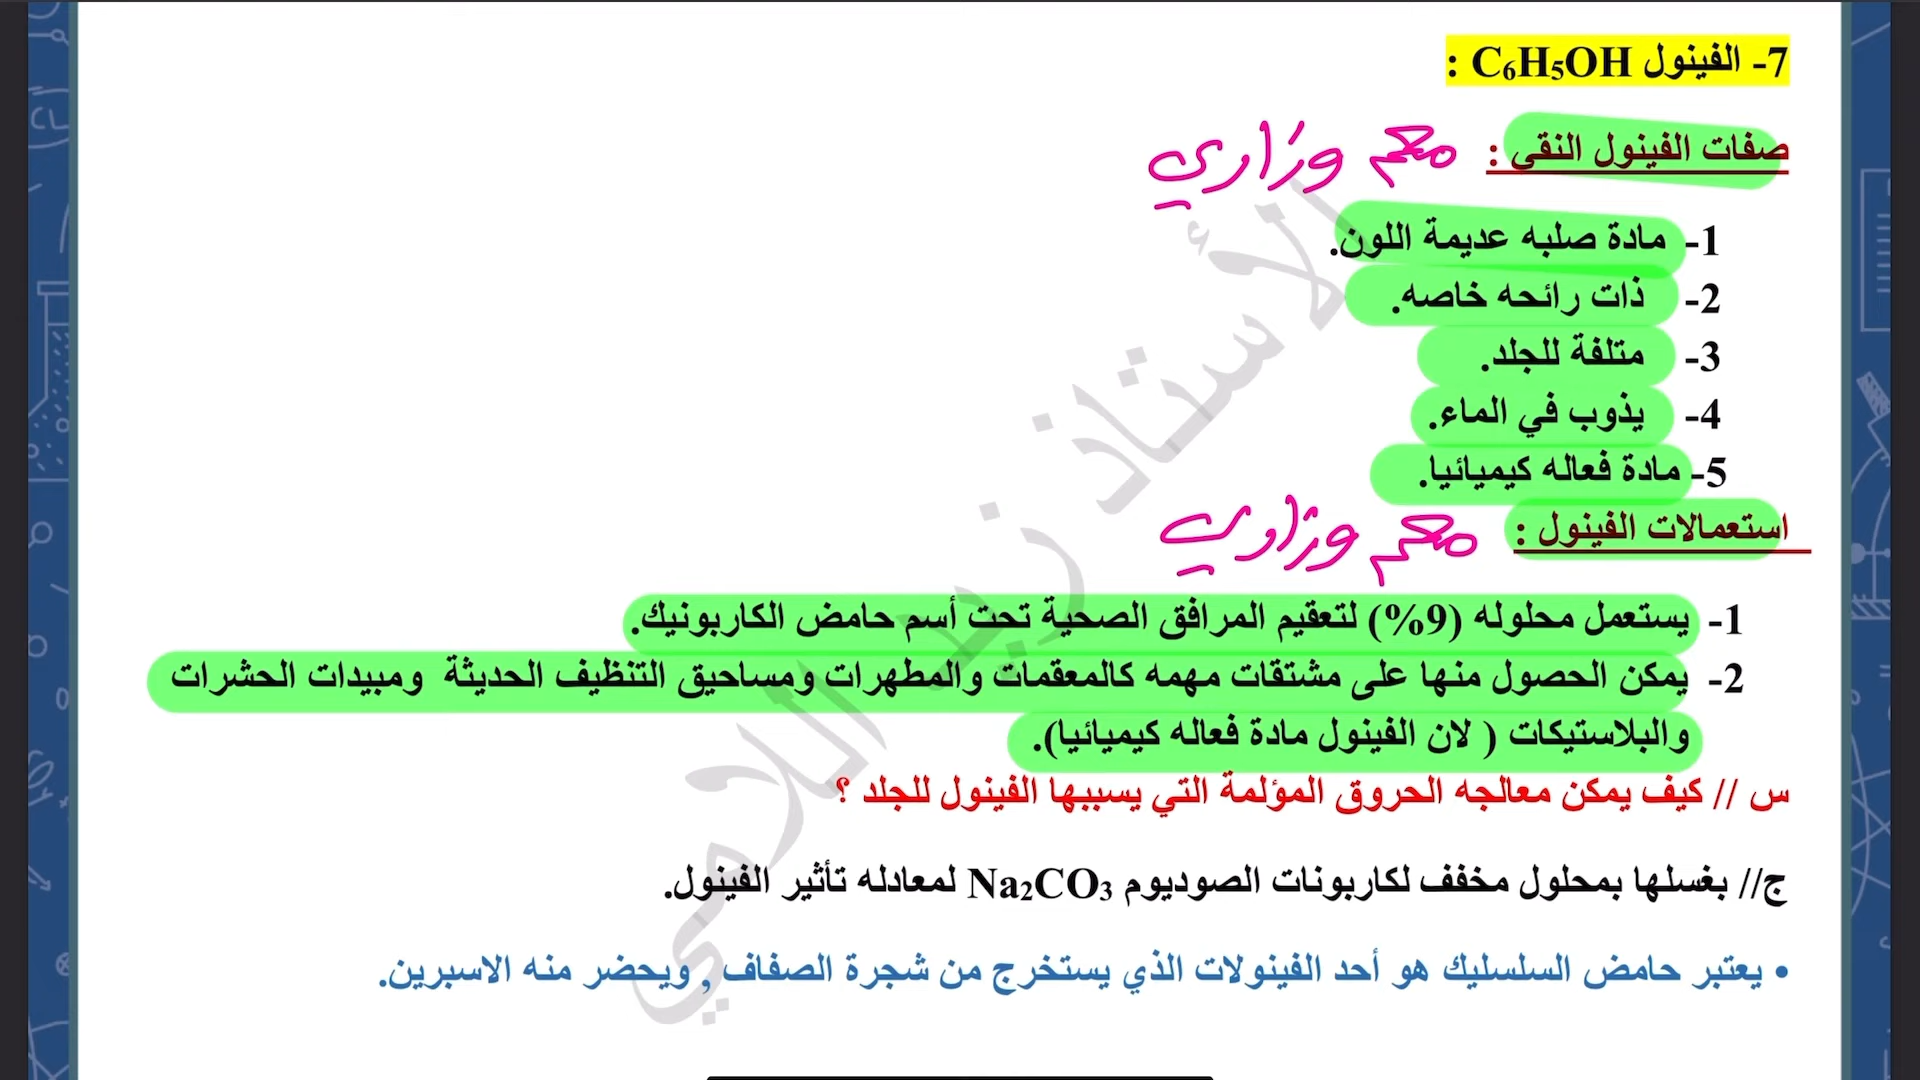 7- الفينول C₆H₅OH :
صفات الفينول النقي : مهم وزاري
1- مادة صلبه عديمة اللون.
2- ذات رائحه خاصه.
3- متلفة للجلد.
4- يذوب في الماء.
5- مادة فعاله كيميائيا.
استعمالات الفينول : مهم وزاري
1- يستعمل محلوله (9%) لتعقيم المرافق الصحية تحت أسم حامض الكاربونيك.
2- يمكن الحصول منها على مشتقات مهمه كالمعقمات والمطهرات ومساحيق التنظيف الحديثة ومبيدات الحشرات
والبلاستيكات ( لان الفينول مادة فعاله كيميائيا).
س // كيف يمكن معالجه الحروق المؤلمة التي يسببها الفينول للجلد ؟
ج// بغسلها بمحلول مخفف لكاربونات الصوديوم Na₂CO₃ لمعادله تأثير الفينول.
• يعتبر حامض السلسليك هو أحد الفينولات الذي يستخرج من شجرة الصفاف , ويحضر منه الاسبرين.
الأستاذ زيد اللامي